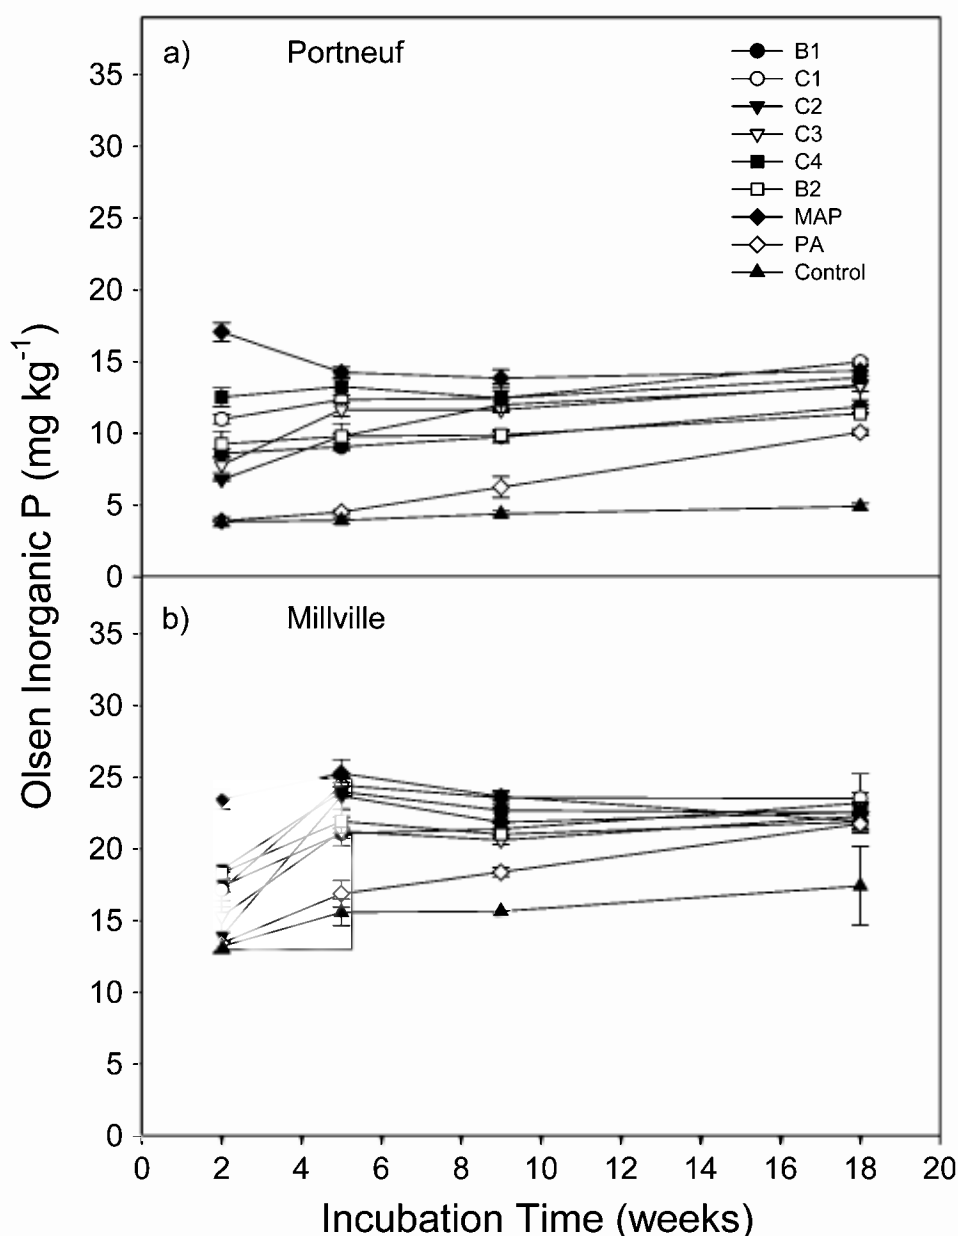 a) Portneuf
B1
C1
C2
C3
C4
B2
MAP
PA
Control
35
30
25
20
15
10
5
0
b) Millville
35
30
25
20
15
10
5
0
0 2 4 6 8 10 12 14 16 18 20
Incubation Time (weeks)
Olsen Inorganic P (mg kg⁻¹)